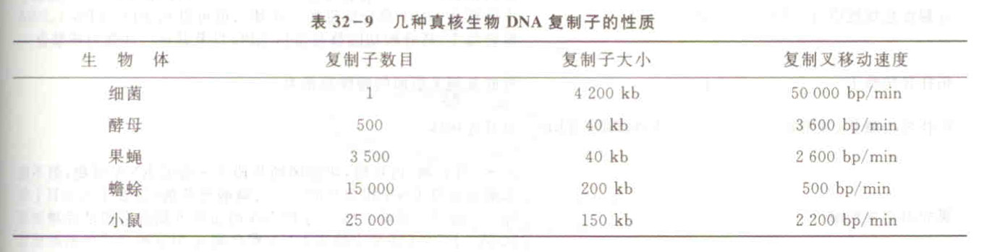 表 32-9 几种真核生物 DNA 复制子的性质
生 物 体 复制子数目 复制子大小 复制叉移动速度
细菌 1 4 200 kb 50 000 bp/min
酵母 500 40 kb 3 600 bp/min
果蝇 3 500 40 kb 2 600 bp/min
蟾蜍 15 000 200 kb 500 bp/min
小鼠 25 000 150 kb 2 200 bp/min